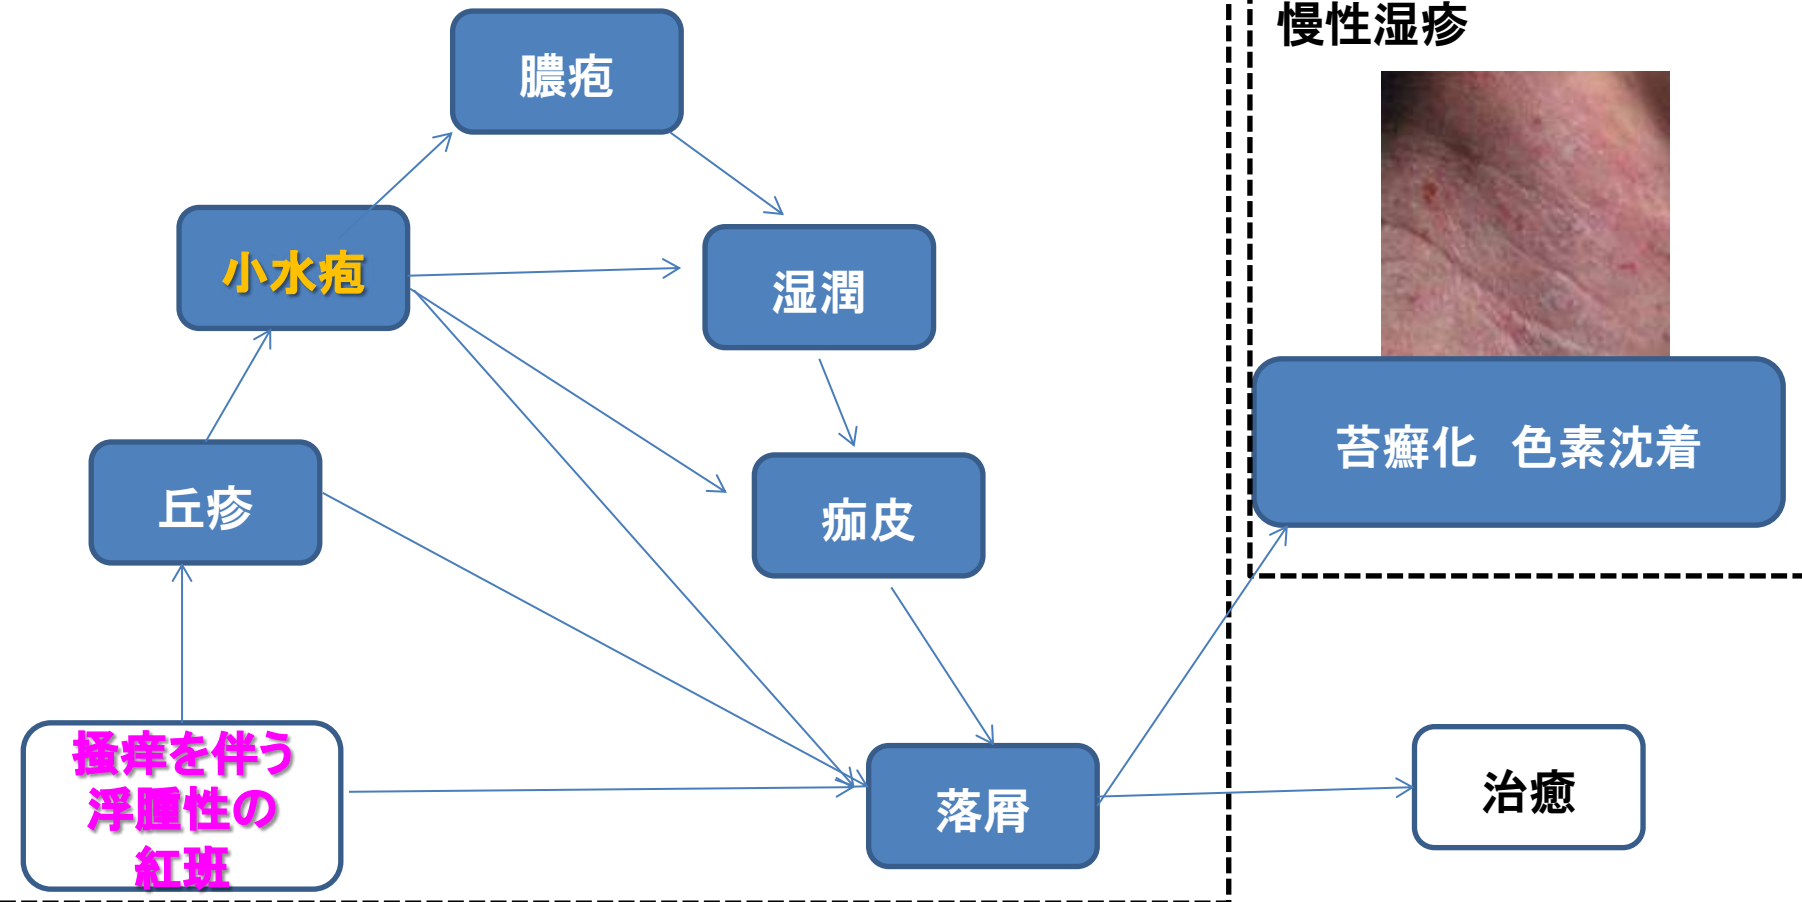 慢性湿疹
膿疱
小水疱
湿潤
苔癬化 色素沈着
丘疹
痂皮
掻痒を伴う
浮腫性の
紅班
落屑
治癒